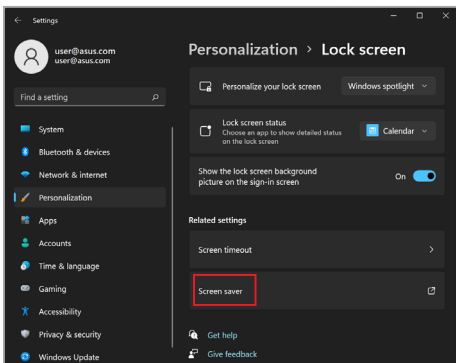 Settings
user@asus.com
user@asus.com
Find a setting
System
Bluetooth & devices
Network & internet
Personalization
Apps
Accounts
Time & language
Gaming
Accessibility
Privacy & security
Windows Update
Personalization > Lock screen
Personalize your lock screen
Windows spotlight
Lock screen status
Choose an app to show detailed status
on the lock screen
Calendar
Show the lock screen background
picture on the sign-in screen
On
Related settings
Screen timeout
Screen saver
Get help
Give feedback